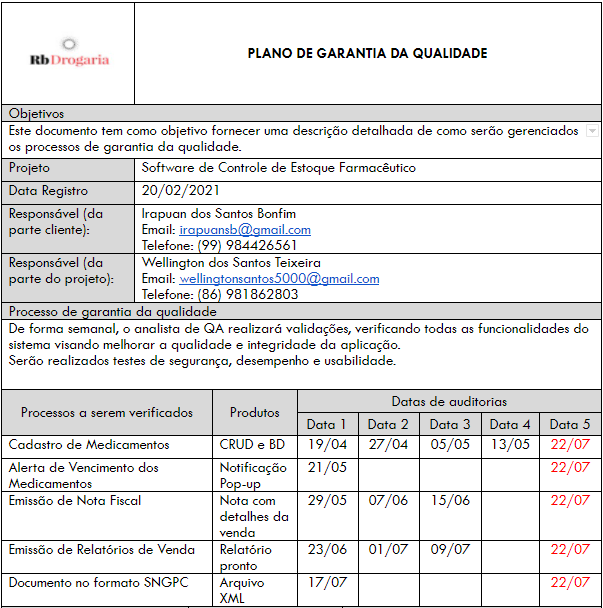 RbDrogaria
PLANO DE GARANTIA DA QUALIDADE
Objetivos
Este documento tem como objetivo fornecer uma descrição detalhada de como serão gerenciados
os processos de garantia da qualidade.
Projeto Software de Controle de Estoque Farmacêutico
Data Registro 20/02/2021
Responsável (da parte cliente):
Irapuan dos Santos Bonfim
Email: irapuansb@gmail.com
Telefone: (99) 984426561
Responsável (da parte do projeto):
Wellington dos Santos Teixeira
Email: wellingtonsantos5000@gmail.com
Telefone: (86) 981862803
Processo de garantia da qualidade
De forma semanal, o analista de QA realizará validações, verificando todas as funcionalidades do
sistema visando melhorar a qualidade e integridade da aplicação.
Serão realizados testes de segurança, desempenho e usabilidade.
Processos a serem verificados Produtos Datas de auditorias
Data 1 Data 2 Data 3 Data 4 Data 5
Cadastro de Medicamentos CRUD e BD 19/04 27/04 05/05 13/05 22/07
Alerta de Vencimento dos Medicamentos Notificação Pop-up 21/05 22/07
Emissão de Nota Fiscal Nota com detalhes da venda 29/05 07/06 15/06 22/07
Emissão de Relatórios de Venda Relatório pronto 23/06 01/07 09/07 22/07
Documento no formato SNGPC Arquivo XML 17/07 22/07